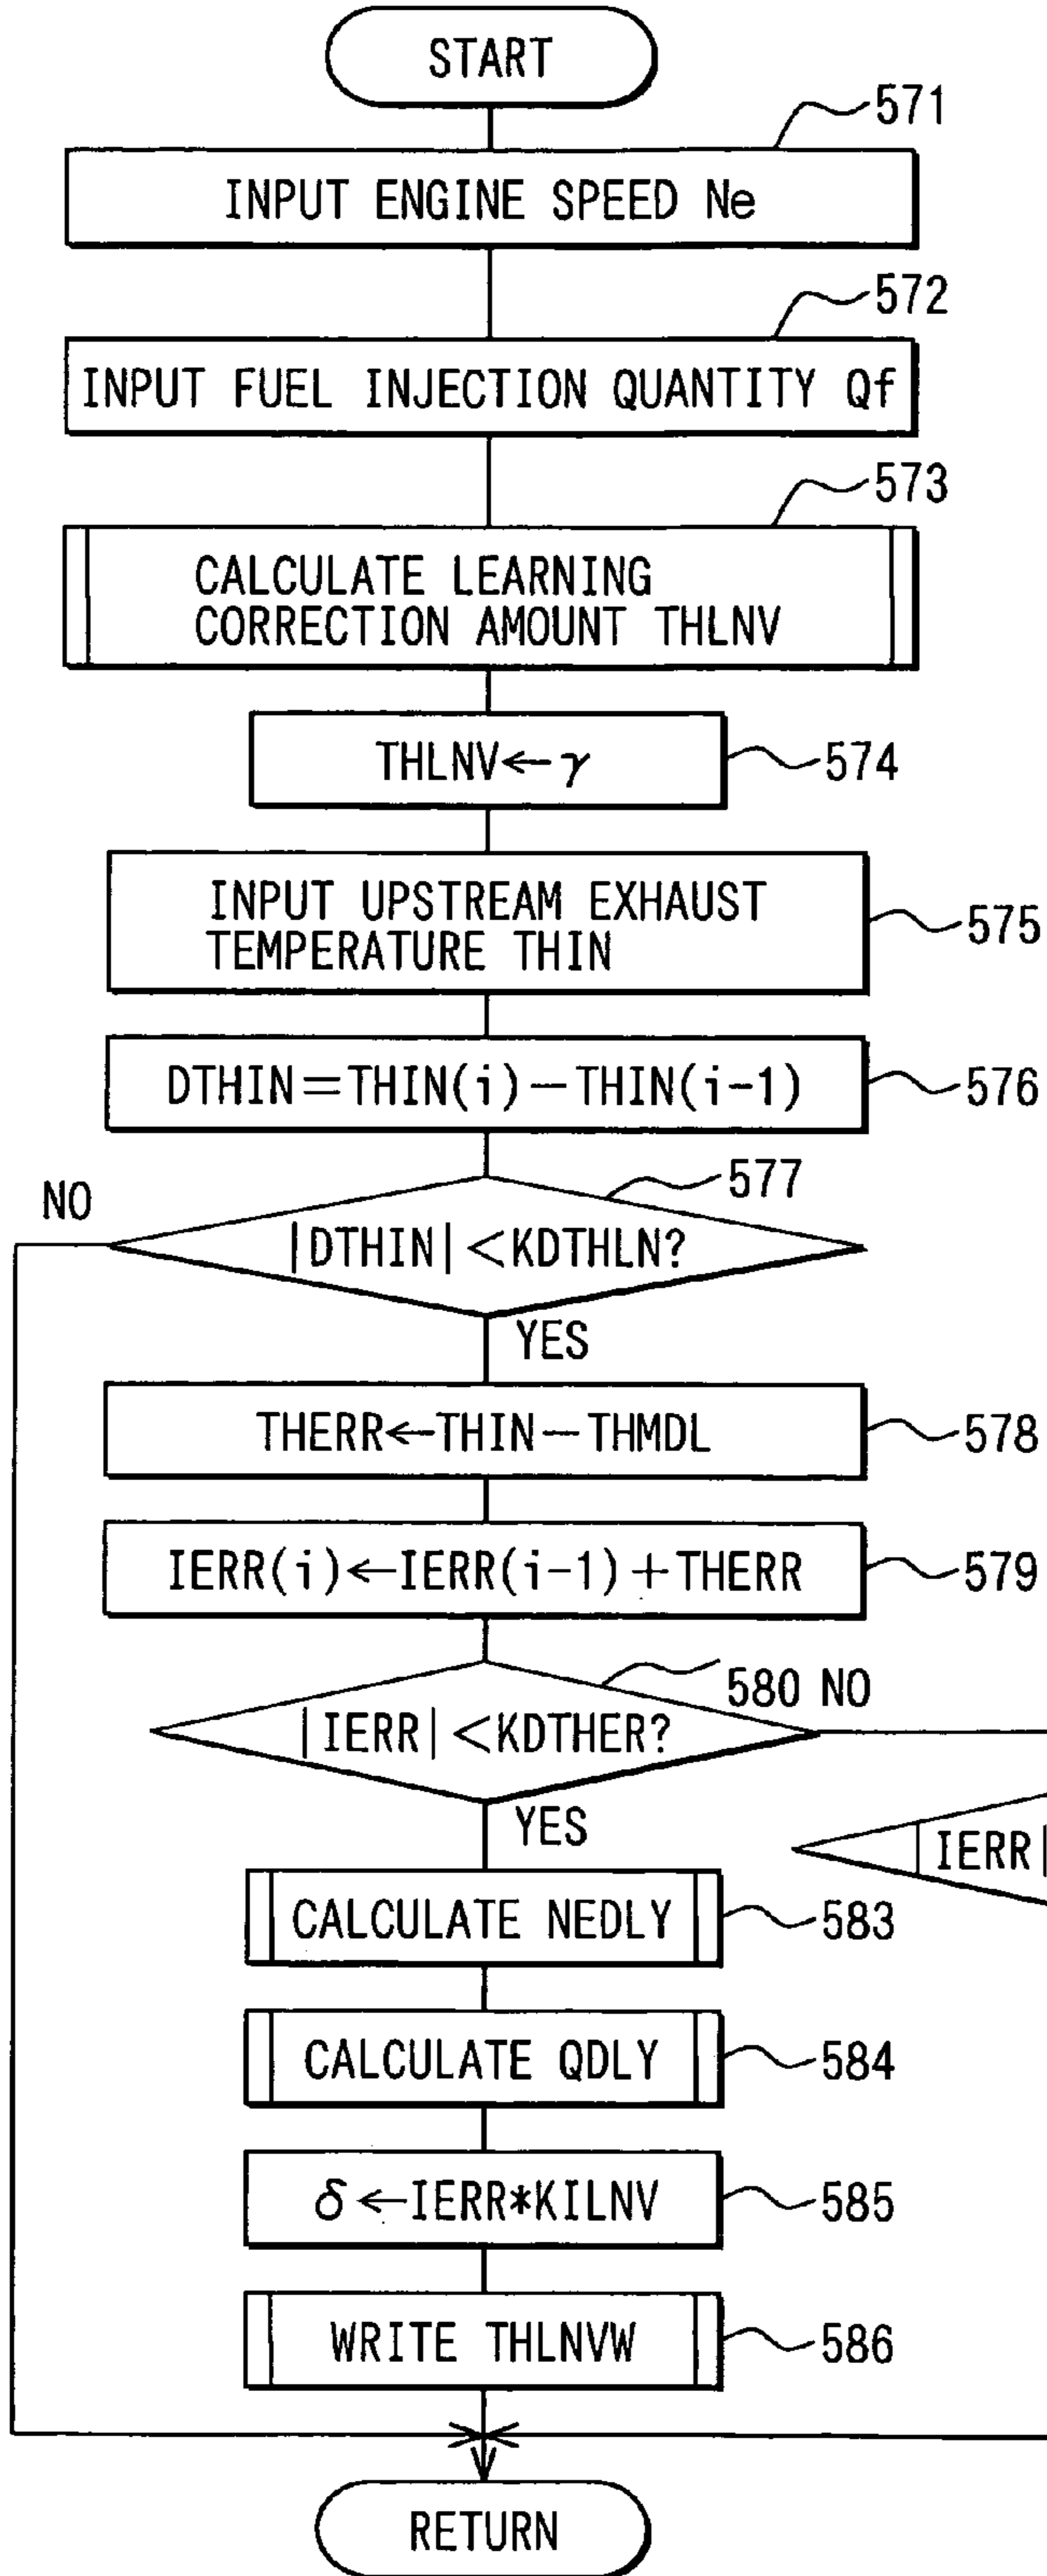 START
571
INPUT ENGINE SPEED Ne
572
INPUT FUEL INJECTION QUANTITY Qf
573
CALCULATE LEARNING
CORRECTION AMOUNT THLNV
THLNV←γ
574
INPUT UPSTREAM EXHAUST
TEMPERATURE THIN
575
DTHIN=THIN(i)-THIN(i-1)
576
577
NO
|DTHIN|<KDTHLN?
YES
THERR←THIN-THMDL
578
IERR(i)←IERR(i-1)+THERR
579
580 NO
|IERR|<KDTHER?
YES
|IERR|
CALCULATE NEDLY
583
CALCULATE QDLY
584
δ←IERR*KILNV
585
WRITE THLNVW
586
RETURN